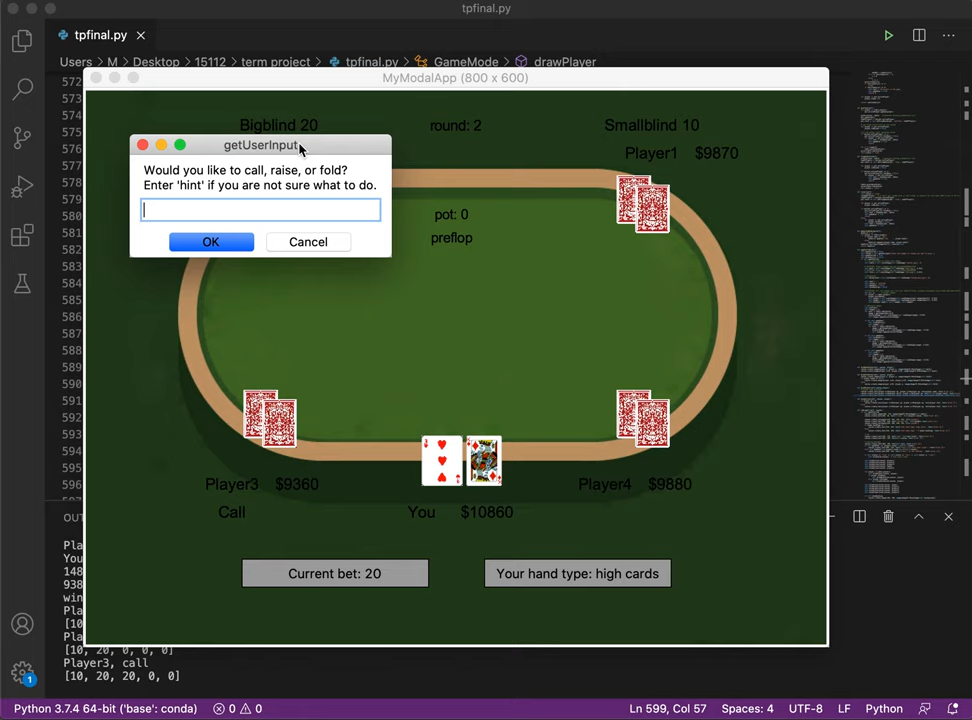 tpfinal.py
tpfinal.py
Users > M > Desktop > 15112 > term project > tpfinal.py > GameMode > drawPlayer
MyModalApp (800 x 600)
572
573
574
575
576
577
578
579
580
581
582
583
584
585
586
587
588
589
590
591
592
593
594
595
596
Bigblind 20
round: 2
Smallblind 10
Player1 $9870
getUserInput
Would you like to call, raise, or fold?
Enter 'hint' if you are not sure what to do.
OK
Cancel
pot: 0
preflop
Player3 $9360
Call
You $10860
Player4 $9880
Current bet: 20
Your hand type: high cards
OUT
Pla
You
148
938
win
Pla
[10
Pla
[10, 20, 0, 0, 0]
Player3, call
[10, 20, 20, 0, 0]
1
Python 3.7.4 64-bit ('base': conda)
0
0
Ln 599, Col 57
Spaces: 4
UTF-8
LF
Python